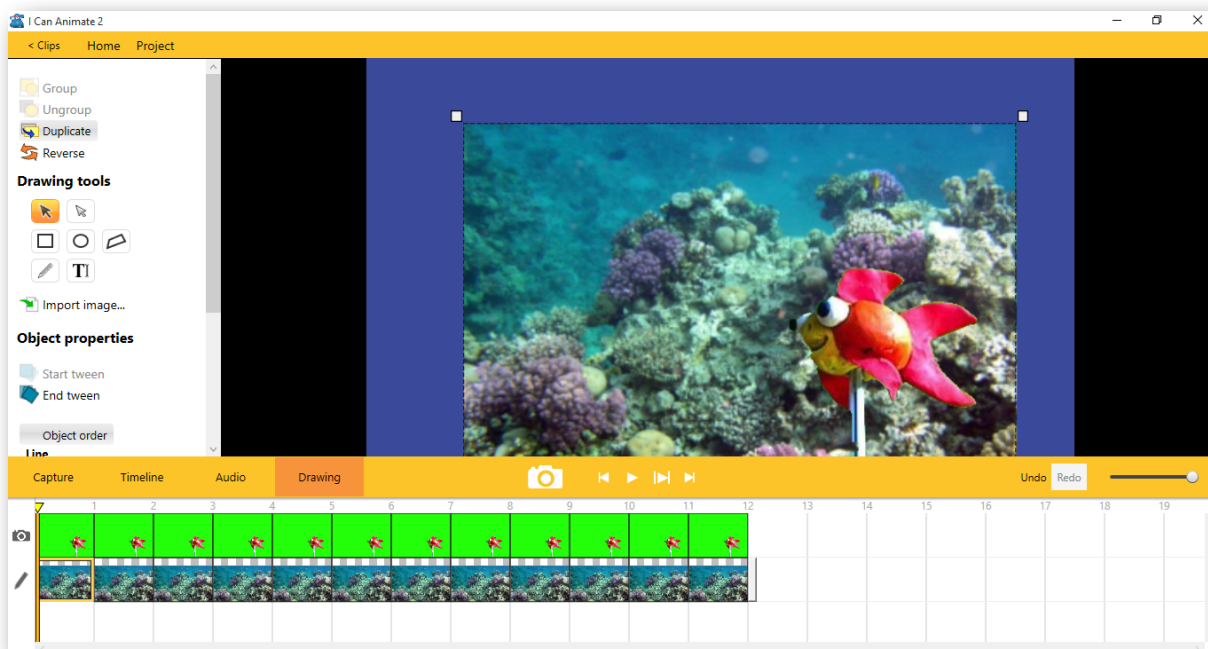 I Can Animate 2
< Clips Home Project
Group
Ungroup
Duplicate
Reverse
Drawing tools
TI
Import image...
Object properties
Start tween
End tween
Object order
Line
Capture Timeline Audio Drawing Undo Redo
1 2 3 4 5 6 7 8 9 10 11 12 13 14 15 16 17 18 19